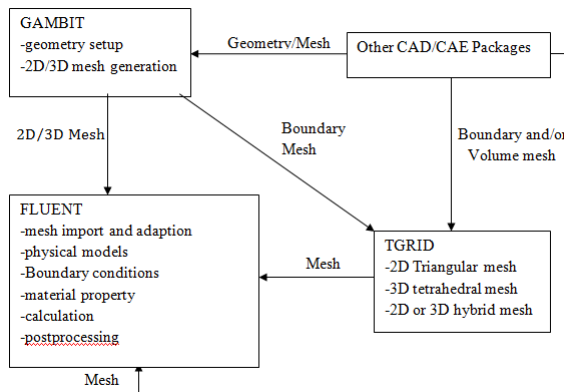 GAMBIT
-geometry setup
-2D/3D mesh generation
Geometry/Mesh
Other CAD/CAE Packages
2D/3D Mesh
Boundary
Mesh
Boundary and/or
Volume mesh
FLUENT
-mesh import and adaption
-physical models
-Boundary conditions
-material property
-calculation
-postprocessing
Mesh
TGRID
-2D Triangular mesh
-3D tetrahedral mesh
-2D or 3D hybrid mesh
Mesh